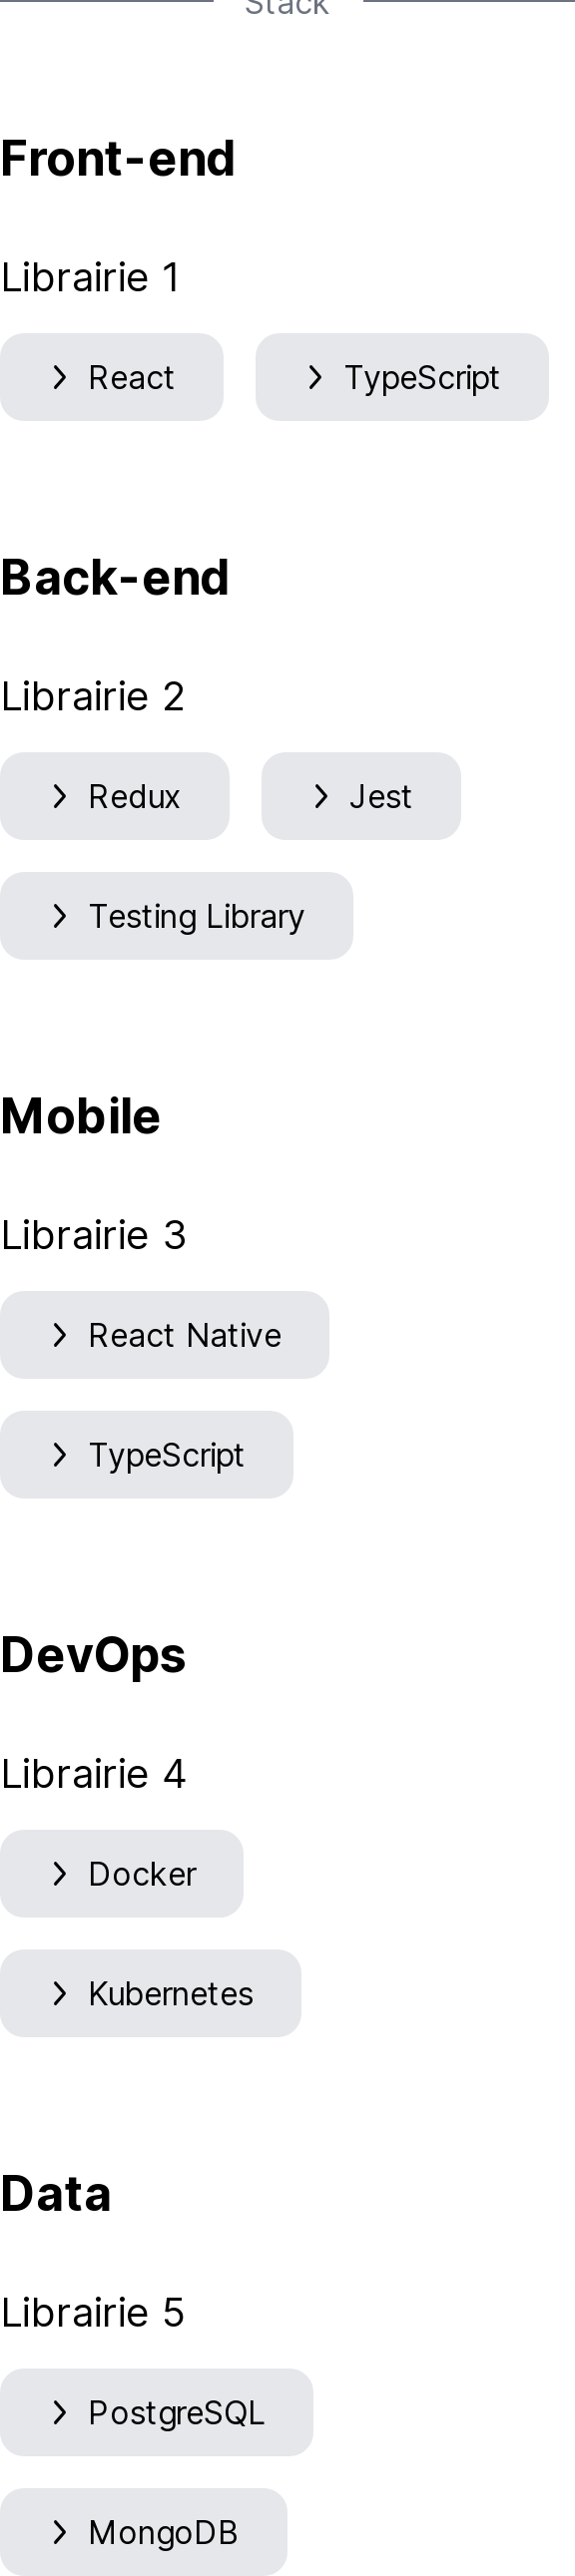 Stack
Front-end
Librairie 1
React
TypeScript
Back-end
Librairie 2
Redux
Jest
Testing Library
Mobile
Librairie 3
React Native
TypeScript
DevOps
Librairie 4
Docker
Kubernetes
Data
Librairie 5
PostgreSQL
MongoDB